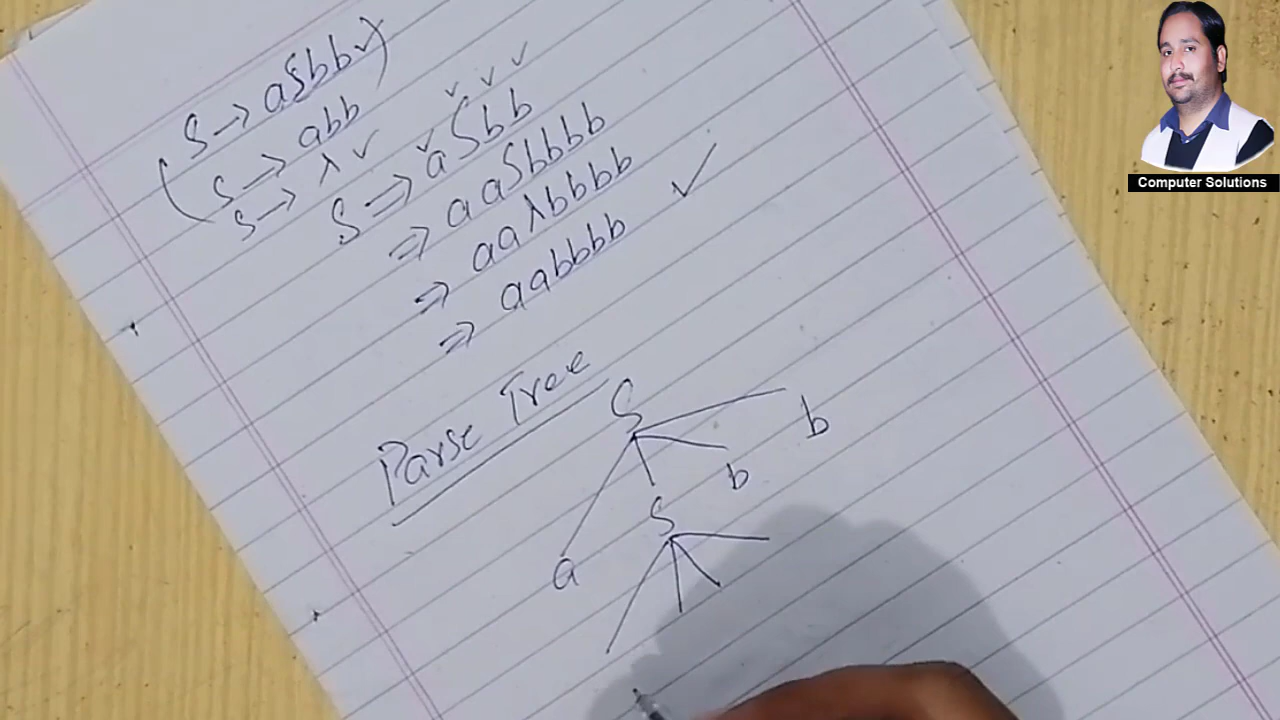 S → aSbb ✓)
(S → abb
S → λ ✓
S ⇒ aSbb
⇒ aaSbbbb
⇒ aaλbbbb
⇒ aabbbb ✓
Parse Tree
S
b
b
S
a
Computer Solutions